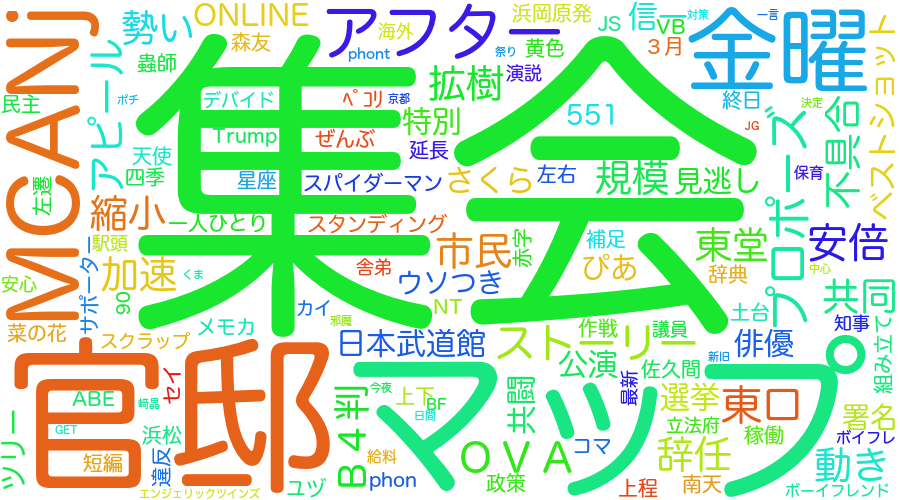 集会
官邸
マップ
金曜
MCANj
アフター
プロポーズ
アピール
勢い
ONLINE
森友
海外
phont
祭り
浜岡原発
黄色
演説
JS
信一
VB
対策
一言
3月
終日
決定
JG
ベストショット
不具合
保育
蟲師
民主
ポチ
デバイド
ペコリ
京都
拡樹
特別
Trump
ぜんぶ
延長
551
天使
四季
星座
スパイダーマン
さくら
左右
規模
見逃し
左遷
縮小
一人ひとり
スタンディング
市民
赤字
補足
東堂
安倍
駅頭
加速
くま
舎弟
ウソつき
ぴあ
辞典
中心
共同
安心
サポーター
90
カイ
NT
土台
知事
邪魔
菜の花
スクラップ
メモカ
日本武道館
ストーリー
作戦
議員
俳優
新旧
組み立て
公演
佐久間
ABE
セイ
崎晶
今夜
上下
BF
日間
B4判
共闘
最新
選挙
東口
署名
GET
浜松
立法府
稼働
ボイフレ
ツリー
短編
違反
給料
phon
OVA
コマ
辞任
動き
政策
上程
南天
ユヅ
エンジェリックツインズ
ボーイフレンド